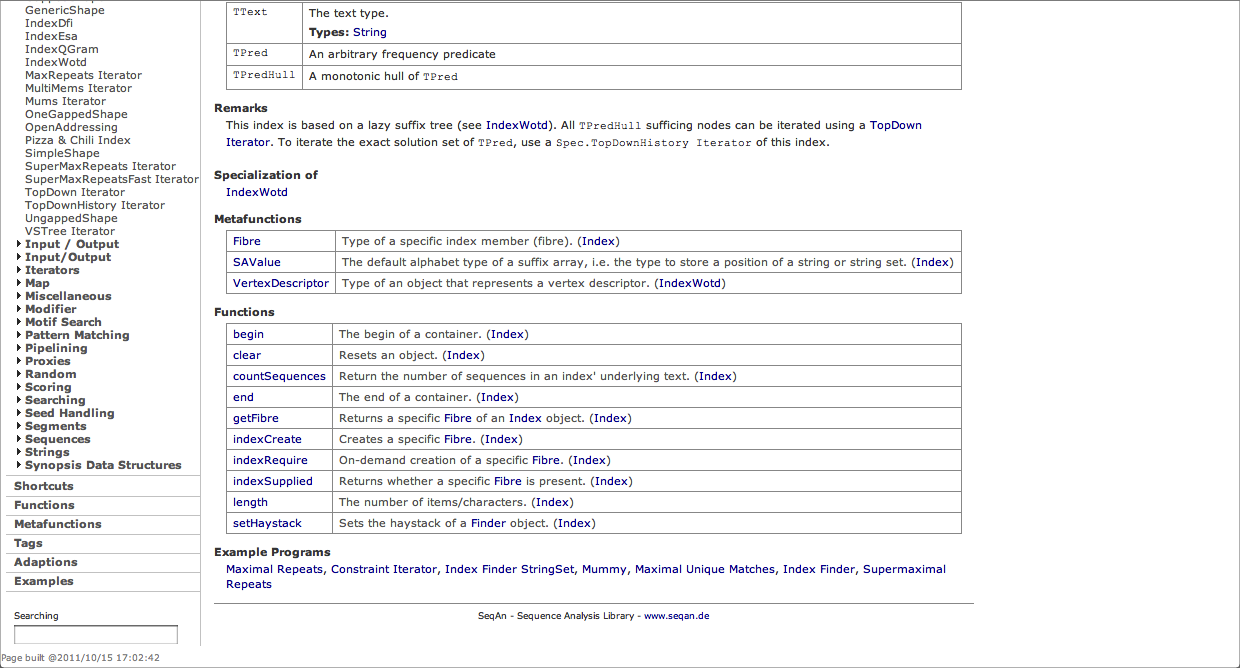 GenericShape
IndexDfi
IndexEsa
IndexQGram
IndexWotd
MaxRepeats Iterator
MultiMems Iterator
Mums Iterator
OneGappedShape
OpenAddressing
Pizza & Chili Index
SimpleShape
SuperMaxRepeats Iterator
SuperMaxRepeatsFast Iterator
TopDown Iterator
TopDownHistory Iterator
UngappedShape
VSTree Iterator
Input / Output
Input/Output
Iterators
Map
Miscellaneous
Modifier
Motif Search
Pattern Matching
Pipelining
Proxies
Random
Scoring
Searching
Seed Handling
Segments
Sequences
Strings
Synopsis Data Structures
Shortcuts
Functions
Metafunctions
Tags
Adaptions
Examples
Searching
Page built @2011/10/15 17:02:42
TText The text type.
Types: String
TPred An arbitrary frequency predicate
TPredHull A monotonic hull of TPred
Remarks
This index is based on a lazy suffix tree (see IndexWotd). All TPredHull sufficing nodes can be iterated using a TopDown
Iterator. To iterate the exact solution set of TPred, use a Spec.TopDownHistory Iterator of this index.
Specialization of
IndexWotd
Metafunctions
Fibre Type of a specific index member (fibre). (Index)
SAValue The default alphabet type of a suffix array, i.e. the type to store a position of a string or string set. (Index)
VertexDescriptor Type of an object that represents a vertex descriptor. (IndexWotd)
Functions
begin The begin of a container. (Index)
clear Resets an object. (Index)
countSequences Return the number of sequences in an index' underlying text. (Index)
end The end of a container. (Index)
getFibre Returns a specific Fibre of an Index object. (Index)
indexCreate Creates a specific Fibre. (Index)
indexRequire On-demand creation of a specific Fibre. (Index)
indexSupplied Returns whether a specific Fibre is present. (Index)
length The number of items/characters. (Index)
setHaystack Sets the haystack of a Finder object. (Index)
Example Programs
Maximal Repeats, Constraint Iterator, Index Finder StringSet, Mummy, Maximal Unique Matches, Index Finder, Supermaximal
Repeats
SeqAn - Sequence Analysis Library - www.seqan.de